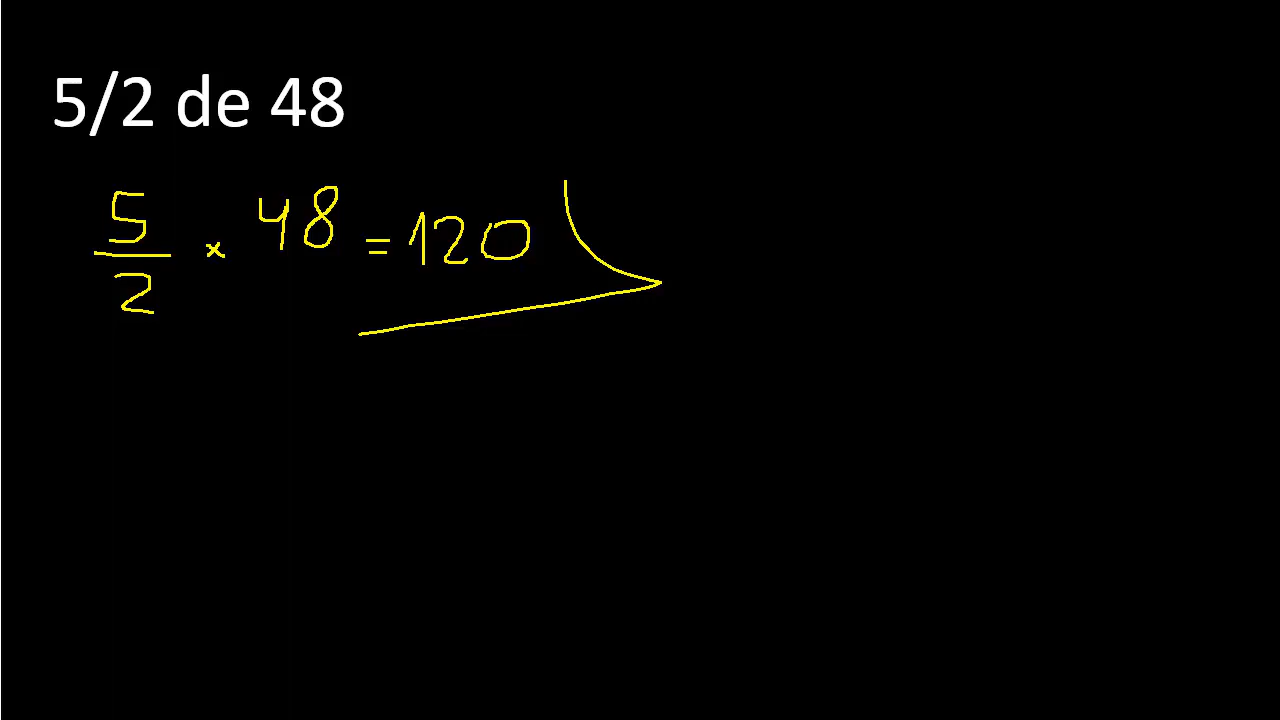 5/2 de 48
5/2 × 48 = 120